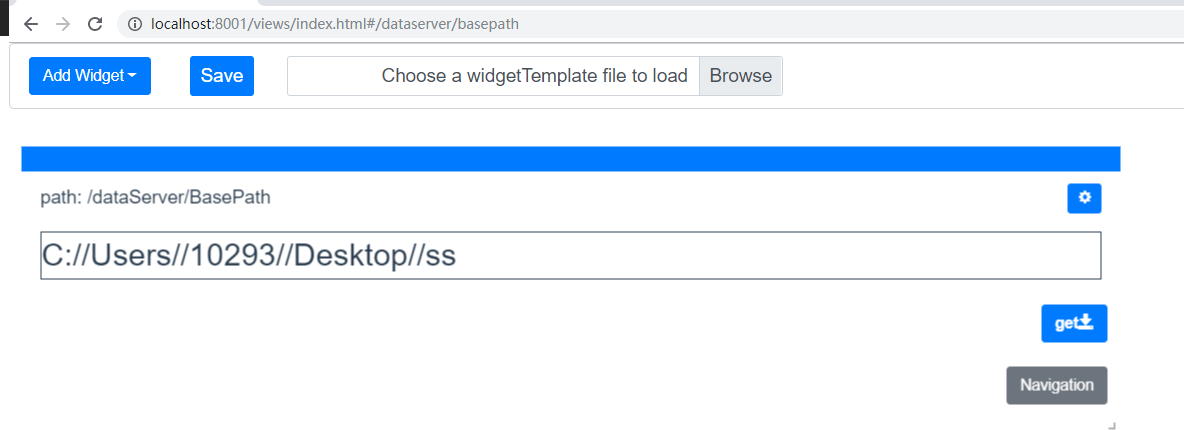 localhost:8001/views/index.html#/dataserver/basepath
Add Widget Save Choose a widgetTemplate file to load Browse
path: /dataServer/BasePath
C://Users//10293//Desktop//ss
get
Navigation